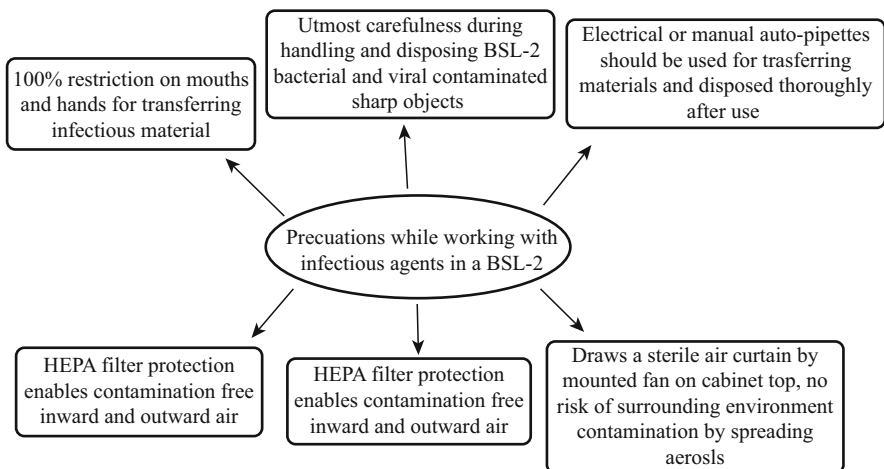 100% restriction on mouths
and hands for transferring
infectious material
Utmost carefulness during
handling and disposing BSL-2
bacterial and viral contaminated
sharp objects
Electrical or manual auto-pipettes
should be used for trasferring
materials and disposed thoroughly
after use
Precuations while working with
infectious agents in a BSL-2
HEPA filter protection
enables contamination free
inward and outward air
HEPA filter protection
enables contamination free
inward and outward air
Draws a sterile air curtain by
mounted fan on cabinet top, no
risk of surrounding environment
contamination by spreading
aerosls